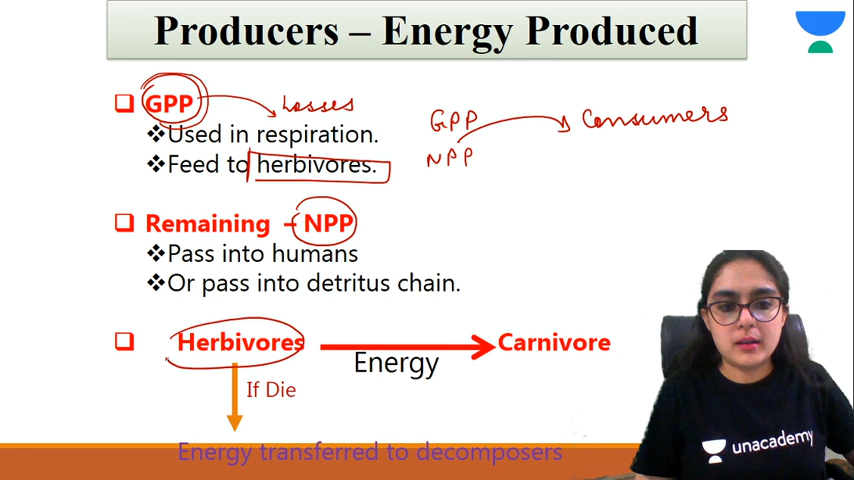 Producers – Energy Produced
GPP
Losses
Used in respiration.
Feed to herbivores.
GPP
NPP
Consumers
Remaining – NPP
Pass into humans
Or pass into detritus chain.
Herbivores
Energy
Carnivore
If Die
Energy transferred to decomposers
unacademy